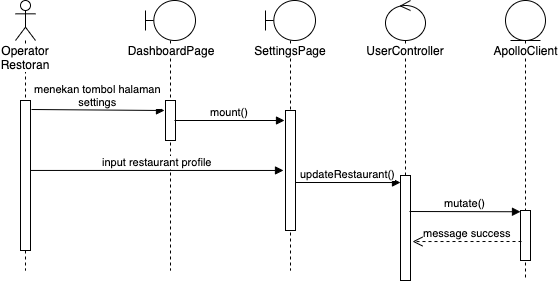 Operator
Restoran
DashboardPage
SettingsPage
UserController
ApolloClient
menekan tombol halaman
settings
mount()
input restaurant profile
updateRestaurant()
mutate()
message success